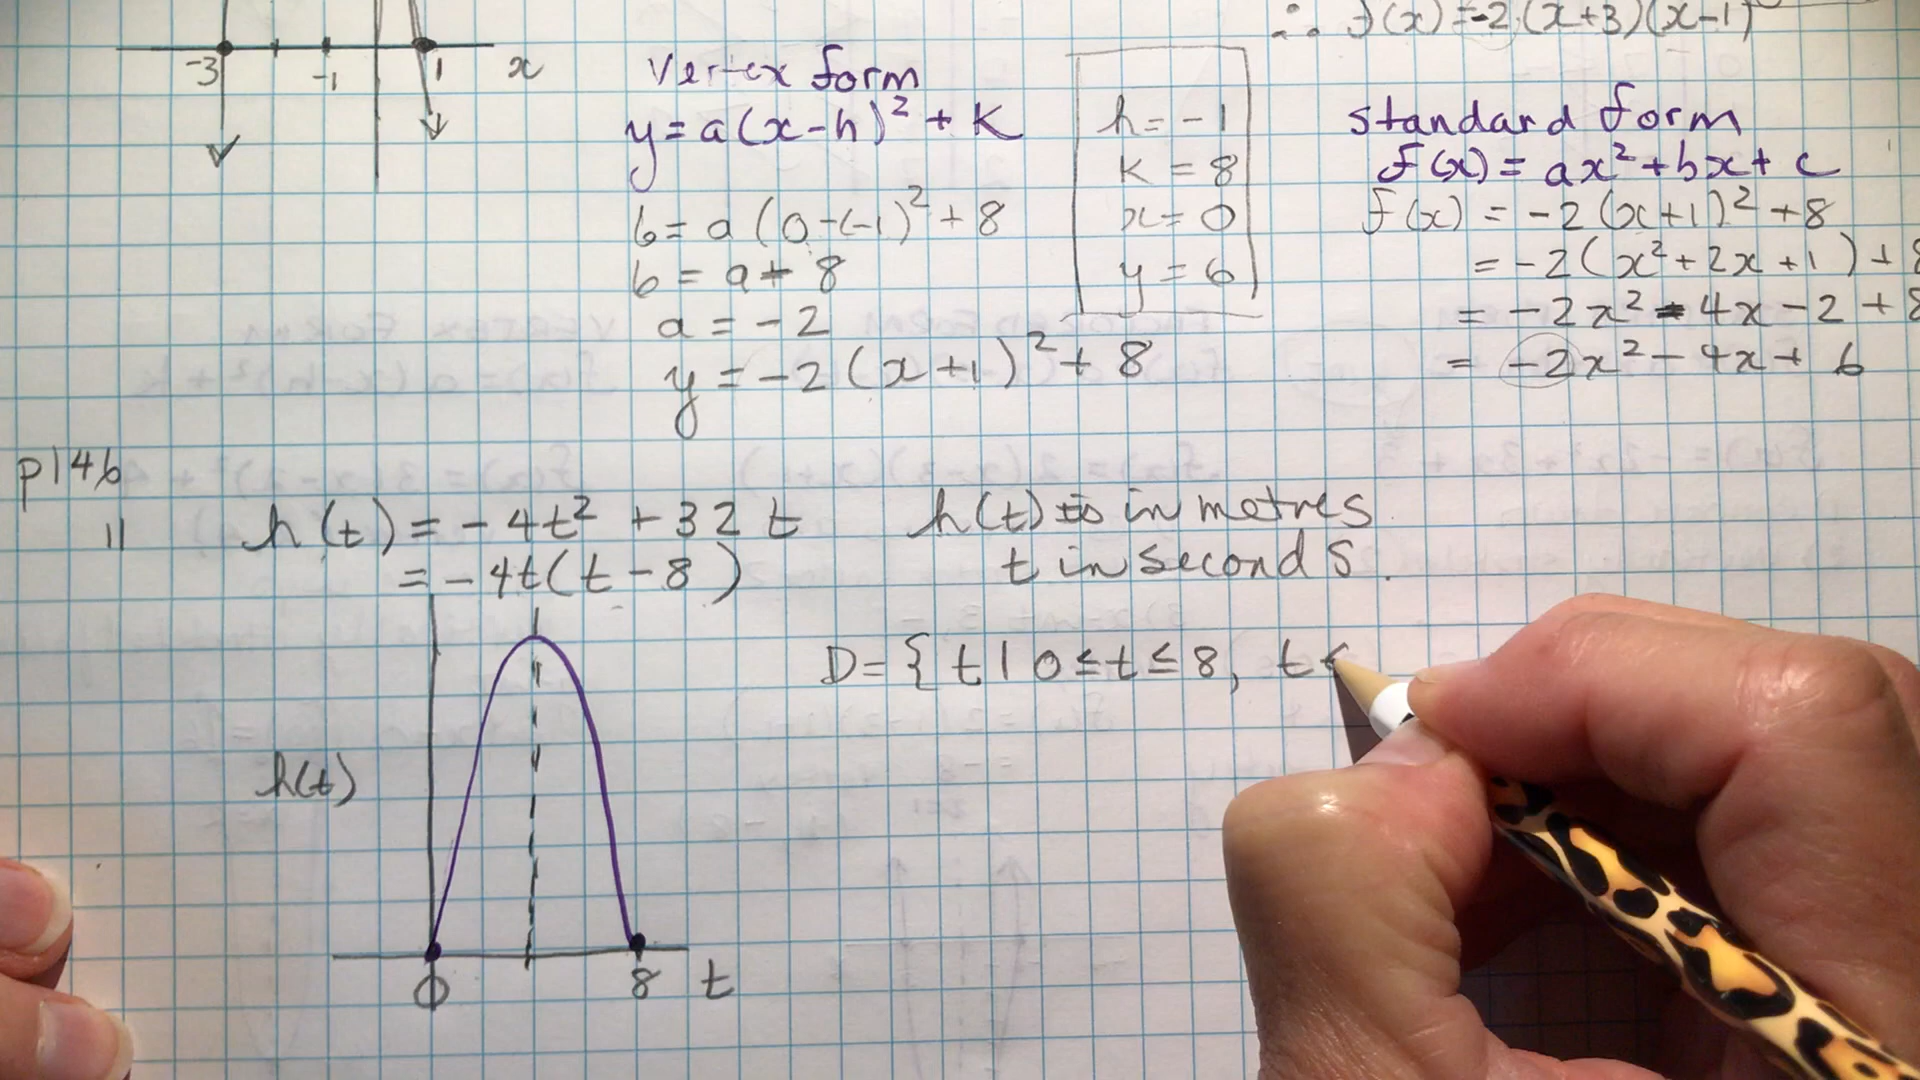 ∴ f(x) = -2(x+3)(x-1)
-3 -1 1 x
Vertex form
y = a(x-h)² + K
6 = a(0-(-1)² + 8
6 = a + 8
a = -2
y = -2(x+1)² + 8
h = -1
K = 8
x = 0
y = 6
standard form
f(x) = ax² + bx + c
f(x) = -2(x+1)² + 8
= -2(x² + 2x + 1) + 8
= -2x² - 4x - 2 + 8
= -2x² - 4x + 6
p146
11
h(t) = -4t² + 32t
= -4t(t-8)
h(t) in metres
t in seconds.
h(t)
0 8 t
D = { t | 0 ≤ t ≤ 8, t